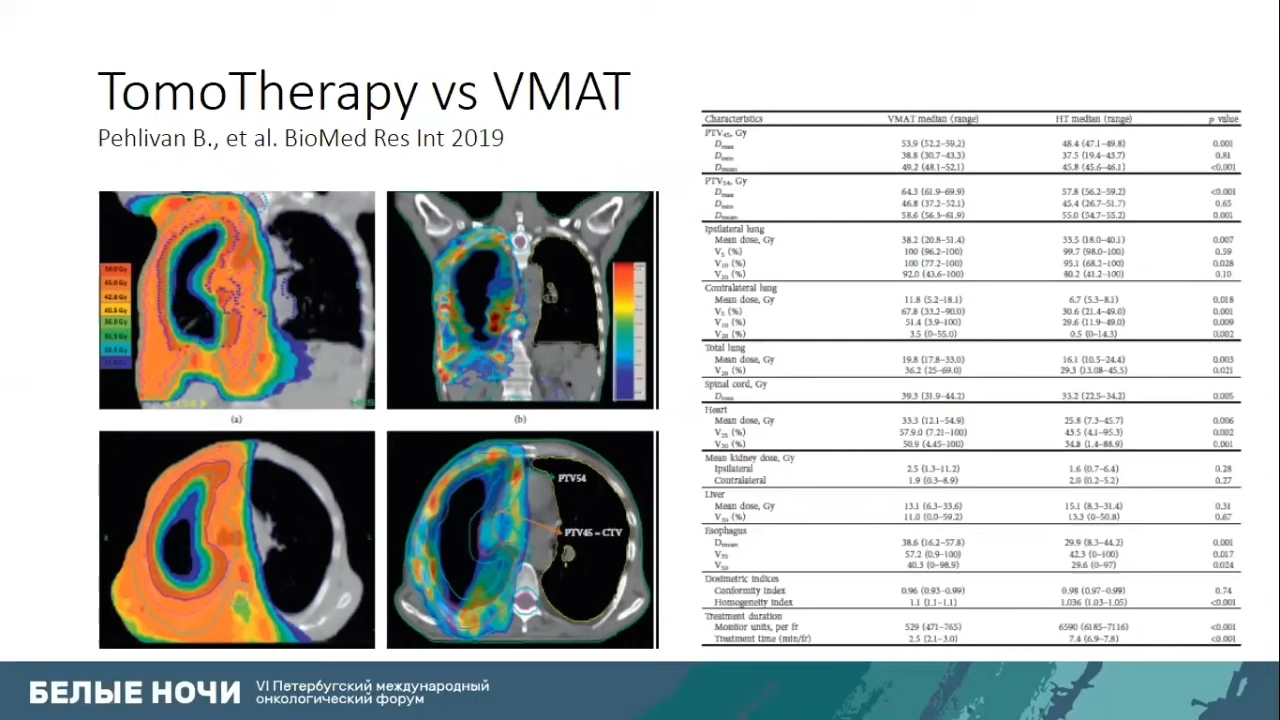 TomoTherapy vs VMAT
Pehlivan B., et al. BioMed Res Int 2019
(a)
(b)
PTV54
PTV45 = CTV
Characteristics VMAT median (range) HT median (range) p value
PTV45, Gy
Dmax 53.9 (52.2–59.2) 48.4 (47.1–49.8) 0.001
Dmin 38.8 (30.7–43.3) 37.5 (19.4–43.7) 0.81
Dmean 49.2 (48.1–52.1) 45.8 (45.6–46.1) <0.001
PTV54, Gy
Dmax 64.3 (61.9–69.9) 57.8 (56.2–59.2) <0.001
Dmin 46.8 (37.2–52.1) 45.4 (26.7–51.7) 0.65
Dmean 58.6 (56.3–61.9) 55.0 (54.7–55.2) 0.001
Ipsilateral lung
Mean dose, Gy 38.2 (20.8–51.4) 33.5 (18.0–40.1) 0.007
V5 (%) 100 (96.2–100) 99.7 (98.0–100) 0.59
V10 (%) 100 (77.2–100) 95.1 (68.2–100) 0.028
V20 (%) 92.0 (43.6–100) 80.2 (41.2–100) 0.10
Contralateral lung
Mean dose, Gy 11.8 (5.2–18.1) 6.7 (5.3–8.1) 0.018
V5 (%) 67.8 (33.2–90.0) 30.6 (21.4–49.0) 0.001
V10 (%) 51.4 (3.9–100) 29.6 (11.9–49.0) 0.009
V20 (%) 3.5 (0–55.0) 0.5 (0–14.3) 0.002
Total lung
Mean dose, Gy 19.8 (17.8–33.0) 16.1 (10.5–24.4) 0.003
V20 (%) 36.2 (25–69.0) 29.3 (13.08–45.5) 0.021
Spinal cord, Gy
Dmax 39.3 (31.9–44.2) 33.2 (22.5–34.2) 0.005
Heart
Mean dose, Gy 33.3 (12.1–54.9) 25.8 (7.3–45.7) 0.006
V25 (%) 57.9.0 (7.21–100) 43.5 (4.1–95.3) 0.002
V30 (%) 50.9 (4.45–100) 34.8 (1.4–88.9) 0.001
Mean kidney dose, Gy
Ipsilateral 2.5 (1.3–11.2) 1.6 (0.7–6.4) 0.28
Contralateral 1.9 (0.3–8.9) 2.0 (0.2–5.2) 0.27
Liver
Mean dose, Gy 13.1 (6.3–33.6) 15.1 (8.3–31.4) 0.31
V30 (%) 11.0 (0.0–59.2) 13.3 (0–50.8) 0.67
Esophagus
Dmean 38.6 (16.2–57.8) 29.9 (8.3–44.2) 0.001
V35 57.2 (0.9–100) 42.3 (0–100) 0.017
V50 40.3 (0–98.9) 29.6 (0–97) 0.024
Dosimetric indices
Conformity index 0.96 (0.93–0.99) 0.98 (0.97–0.99) 0.74
Homogeneity index 1.1 (1.1–1.1) 1.036 (1.03–1.05) <0.001
Treatment duration
Monitor units, per fr 529 (471–765) 6590 (6185–7116) <0.001
Treatment time (min/fr) 2.5 (2.1–3.0) 7.4 (6.9–7.8) <0.001
БЕЛЫЕ НОЧИ
VI Петербургский международный
онкологический форум